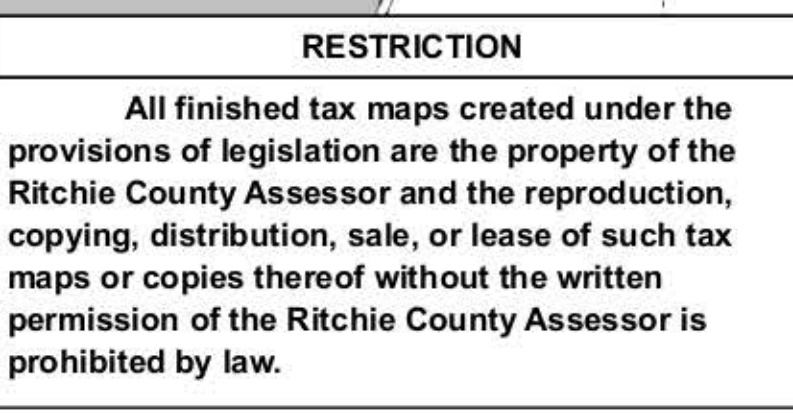 RESTRICTION
All finished tax maps created under the
provisions of legislation are the property of the
Ritchie County Assessor and the reproduction,
copying, distribution, sale, or lease of such tax
maps or copies thereof without the written
permission of the Ritchie County Assessor is
prohibited by law.